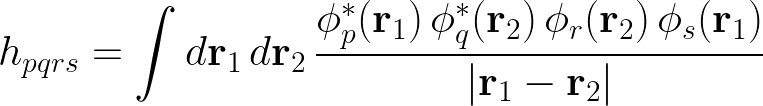 h_{pqrs} = \int d\mathbf{r}_1 \, d\mathbf{r}_2 \, \frac{\phi_p^*(\mathbf{r}_1) \, \phi_q^*(\mathbf{r}_2) \, \phi_r(\mathbf{r}_2) \, \phi_s(\mathbf{r}_1)}{|\mathbf{r}_1 - \mathbf{r}_2|}